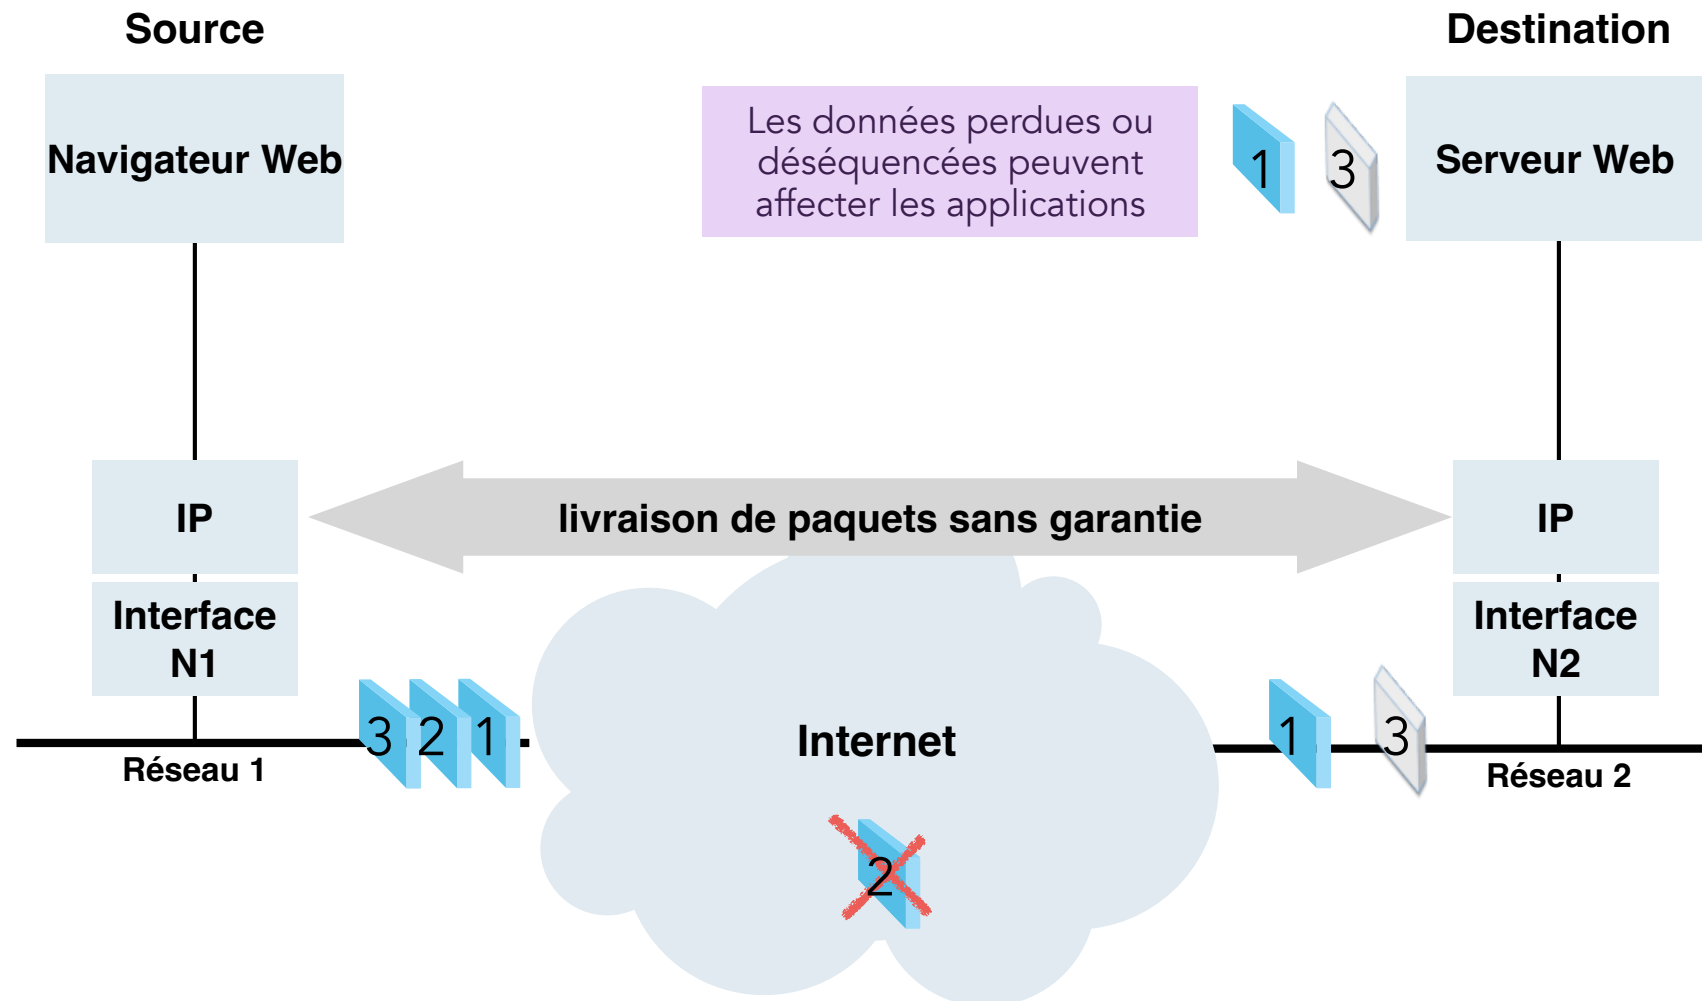 Source
Destination
Navigateur Web
Les données perdues ou
déséquencées peuvent
affecter les applications
1
3
Serveur Web
IP
livraison de paquets sans garantie
IP
Interface
N1
Interface
N2
3
2
1
Internet
1
3
Réseau 1
Réseau 2
2